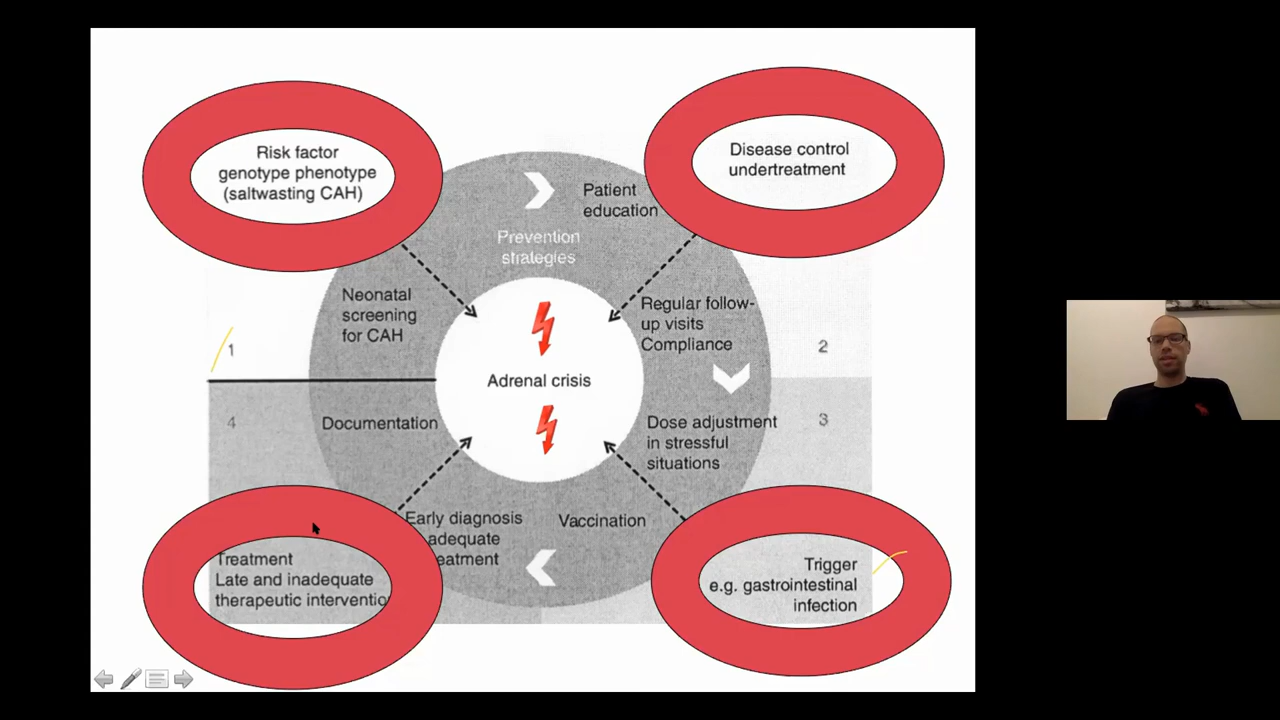 Risk factor
genotype phenotype
(saltwasting CAH)
Disease control
undertreatment
Patient
education
Prevention
strategies
Neonatal
screening
for CAH
Regular follow-
up visits
Compliance
1
2
Adrenal crisis
4
Documentation
Dose adjustment
in stressful
situations
3
Early diagnosis
adequate
eatment
Vaccination
Treatment
Late and inadequate
therapeutic interventio
Trigger
e.g. gastrointestinal
infection